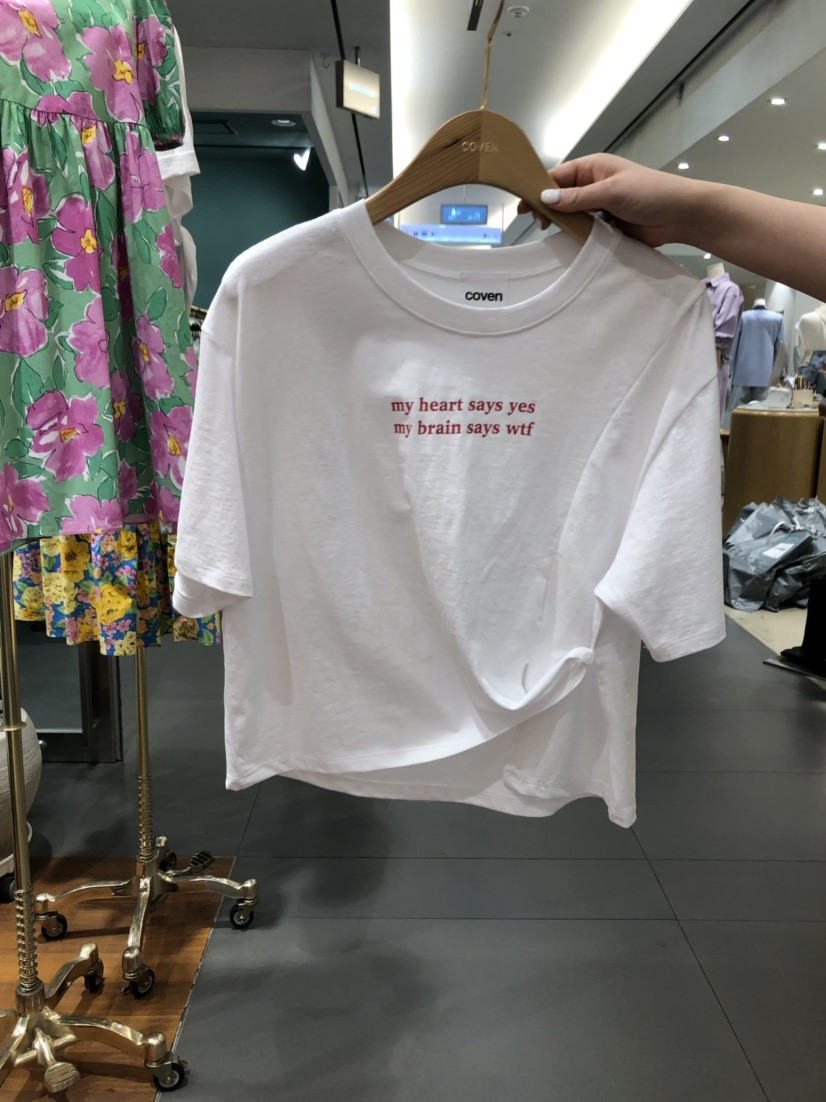 COVEN
coven
my heart says yes
my brain says wtf